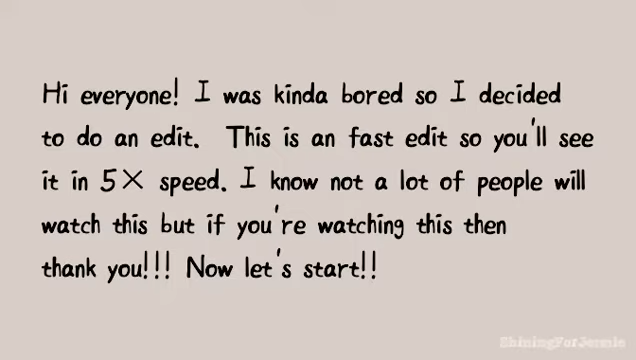 Hi everyone! I was kinda bored so I decided
to do an edit. This is an fast edit so you'll see
it in 5× speed. I know not a lot of people will
watch this but if you're watching this then
thank you!!! Now let's start!!
ShiningForJennie